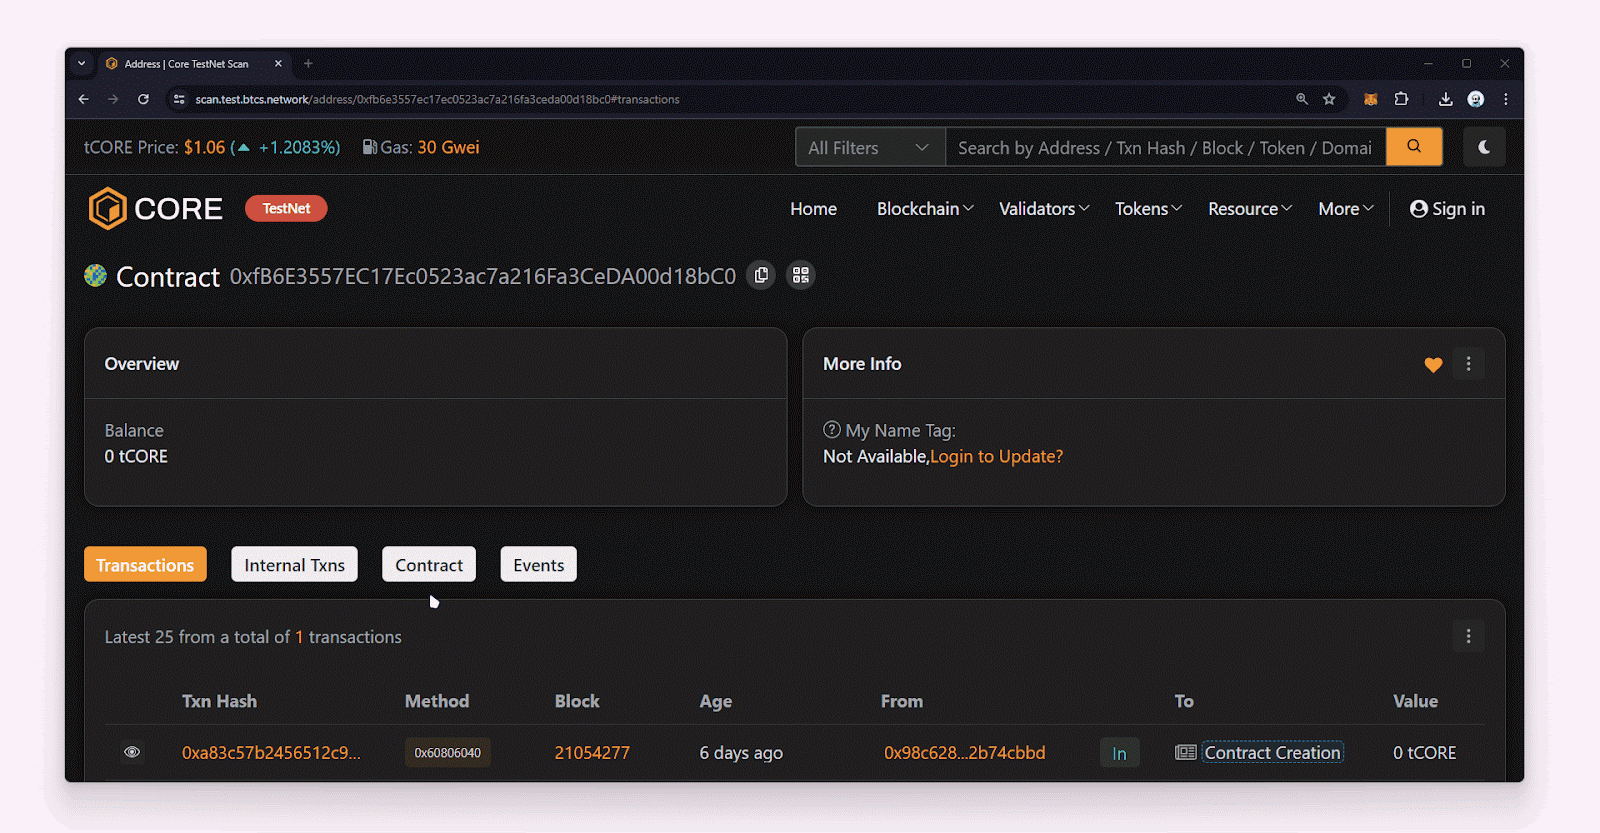 Address | Core TestNet Scan
scan.test.btcs.network/address/0xfb6e3557ec17ec0523ac7a216fa3ceda00d18bc0#transactions
tCORE Price: $1.06 (▲ +1.2083%) Gas: 30 Gwei
All Filters
Search by Address / Txn Hash / Block / Token / Domai
CORE TestNet
Home Blockchain Validators Tokens Resource More Sign in
Contract 0xfB6E3557EC17Ec0523ac7a216Fa3CeDA00d18bC0
Overview
Balance
0 tCORE
More Info
My Name Tag:
Not Available,Login to Update?
Transactions Internal Txns Contract Events
Latest 25 from a total of 1 transactions
Txn Hash Method Block Age From To Value
0xa83c57b2456512c9... 0x60806040 21054277 6 days ago 0x98c628...2b74cbbd In Contract Creation 0 tCORE